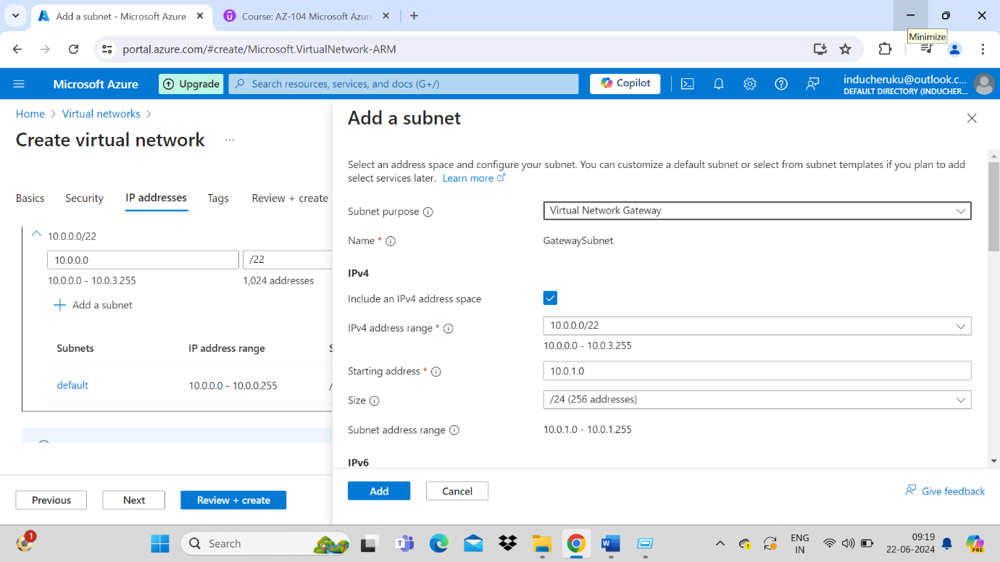 Add a subnet - Microsoft Azure
Course: AZ-104 Microsoft Azur
Minimize
portal.azure.com/#create/Microsoft.VirtualNetwork-ARM
Microsoft Azure
Upgrade
Search resources, services, and docs (G+/)
Copilot
inducheruku@outlook.c...
DEFAULT DIRECTORY (INDUCHER...
Home > Virtual networks >
Create virtual network ...
Basics Security IP addresses Tags Review + create
10.0.0.0/22
10.0.0.0 /22
10.0.0.0 - 10.0.3.255 1,024 addresses
+ Add a subnet
Subnets IP address range S
default 10.0.0.0 - 10.0.0.255 /
Previous Next Review + create
Add a subnet
Select an address space and configure your subnet. You can customize a default subnet or select from subnet templates if you plan to add
select services later. Learn more
Subnet purpose Virtual Network Gateway
Name * GatewaySubnet
IPv4
Include an IPv4 address space
IPv4 address range * 10.0.0.0/22
10.0.0.0 - 10.0.3.255
Starting address * 10.0.1.0
Size /24 (256 addresses)
Subnet address range 10.0.1.0 - 10.0.1.255
IPv6
Add Cancel
Give feedback
1
Search
ENG
IN
09:19
22-06-2024
PRE